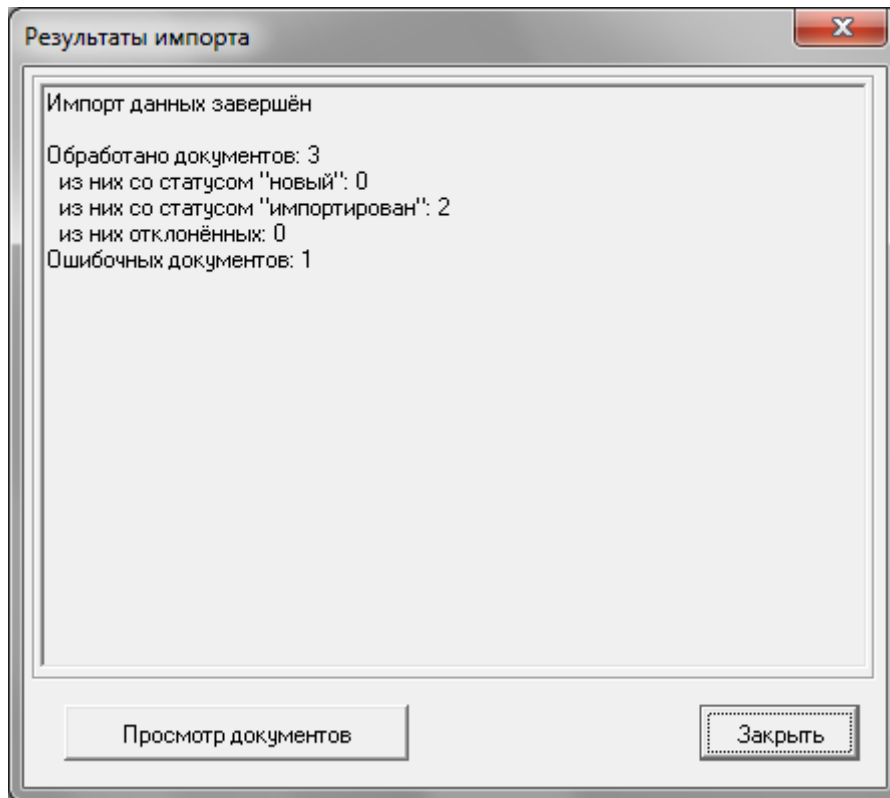 Результаты импорта
Импорт данных завершён
Обработано документов: 3
из них со статусом "новый": 0
из них со статусом "импортирован": 2
из них отклонённых: 0
Ошибочных документов: 1
Просмотр документов
Закрыть